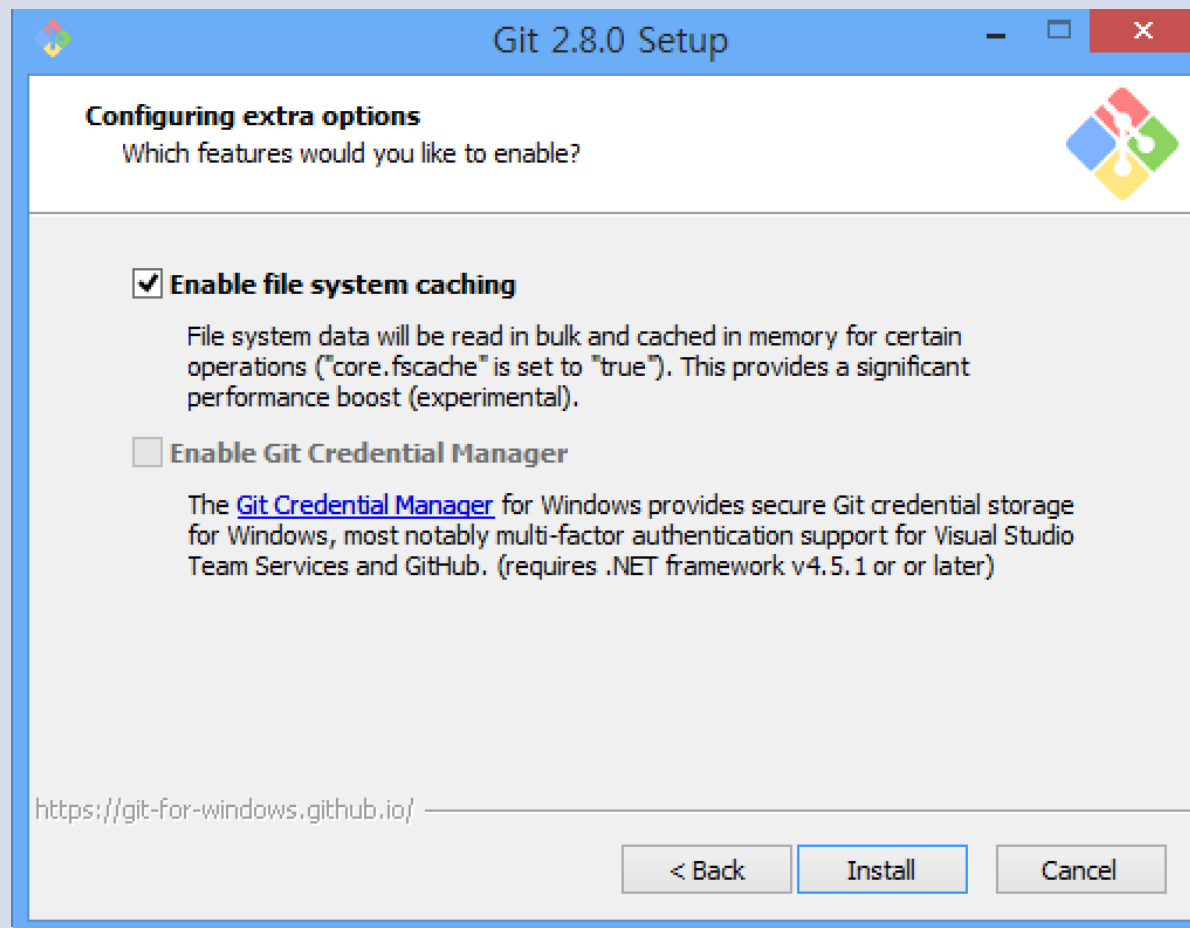 Git 2.8.0 Setup
Configuring extra options
Which features would you like to enable?
Enable file system caching
File system data will be read in bulk and cached in memory for certain
operations ("core.fscache" is set to "true"). This provides a significant
performance boost (experimental).
Enable Git Credential Manager
The Git Credential Manager for Windows provides secure Git credential storage
for Windows, most notably multi-factor authentication support for Visual Studio
Team Services and GitHub. (requires .NET framework v4.5.1 or or later)
https://git-for-windows.github.io/
< Back Install Cancel